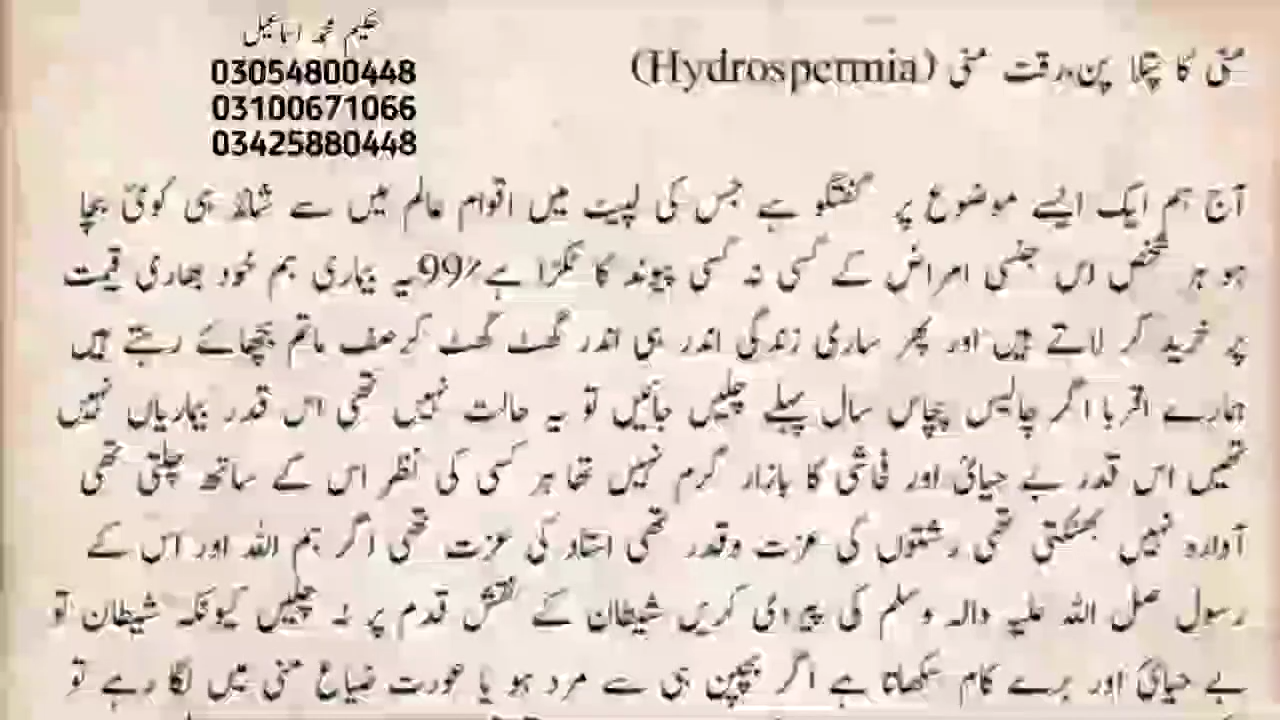 حکیم محمد اسماعیل
03054800448
03100671066
03425880448
منی کا پتلا پن،رقت منی (Hydrospermia)
آج ہم ایک ایسے موضوع پر گفتگو ہے جس کی لپیٹ میں اقوام عالم میں سے شائد ہی کوئی بچا
ہو ہر شخص اس جنسی امراض کے کسی نہ کسی پیوند کا ٹکڑا ہے 99٪یہ بیماری ہم خود بھاری قیمت
پر خرید کر لاتے ہیں اور پھر ساری زندگی اندر ہی اندر گھٹ گھٹ کر صف ماتم بچھائے رہتے ہیں
ہمارے اقربا اگر چالیس پچاس سال پہلے چلیں جائیں تو یہ حالت نہیں تھی اس قدر بیماریاں نہیں
تھیں اس قدر بے حیائی اور فاشی کا بازار گرم نہیں تھا ہر کسی کی نظر اس کے ساتھ چلتی تھی
آوارہ نہیں بھٹکتی تھی رشتوں کی عزت وقدر تھی استاد کی عزت تھی اگر ہم اللہ اور اس کے
رسول صل اللہ علیہ والہ وسلم کی پیروی کریں شیطان کے نقش قدم پر نہ چلیں کیونکہ شیطان تو
بے حیائی اور برے کام سکھاتا ہے اگر بچپن ہی سے مرد ہو یا عورت ضیاع منی میں لگا رہے تو